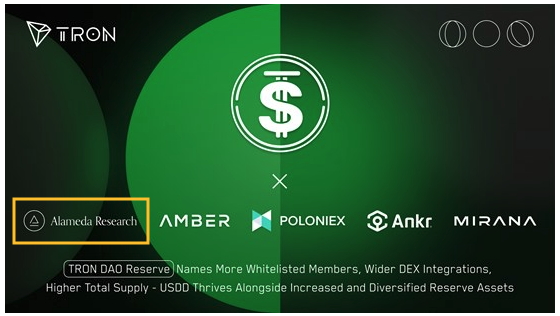 TRON
$
Alameda Research AMBER POLONIEX Ankr MIRANA
TRON DAO Reserve Names More Whitelisted Members, Wider DEX Integrations,
Higher Total Supply - USDD Thrives Alongside Increased and Diversified Reserve Assets